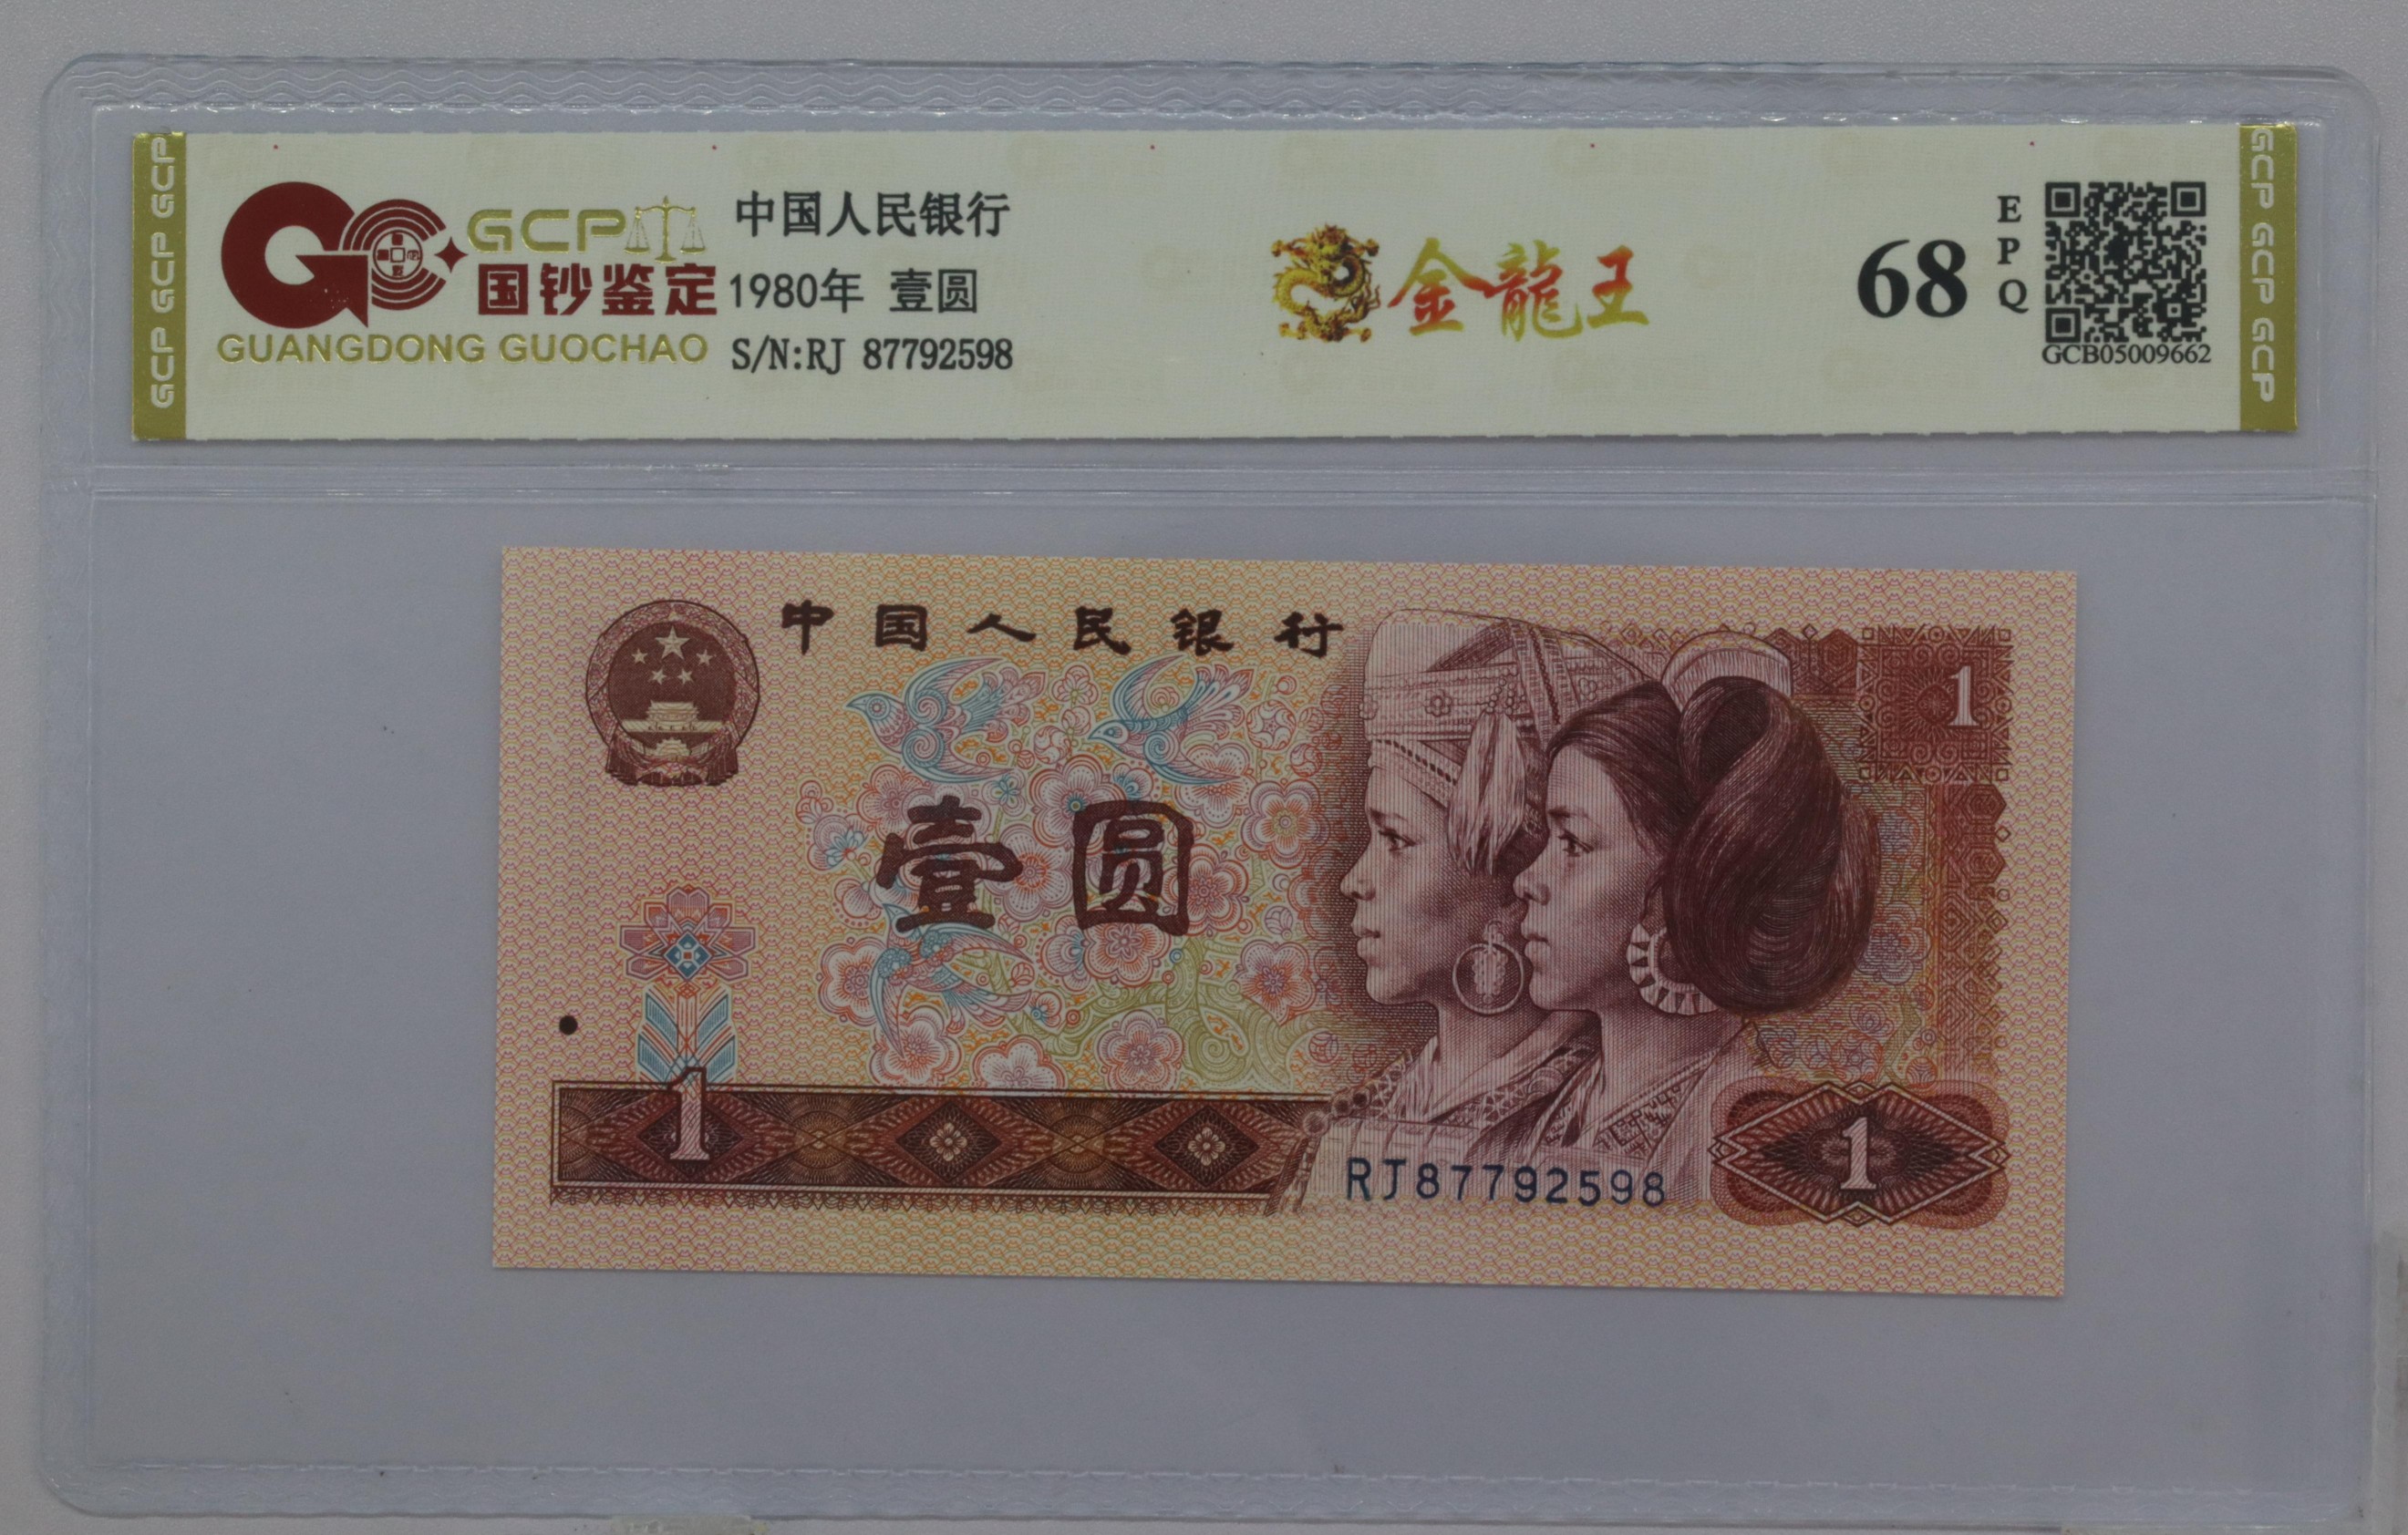 GCP GCP GCP
GCP
国钞鉴定
GUANGDONG GUOCHAO
中国人民银行
1980年 壹圆
S/N:RJ 87792598
金龍王
68
EPQ
GCB05009662
GCP GCP GCP
中国人民银行
1
壹圆
1
RJ87792598
1